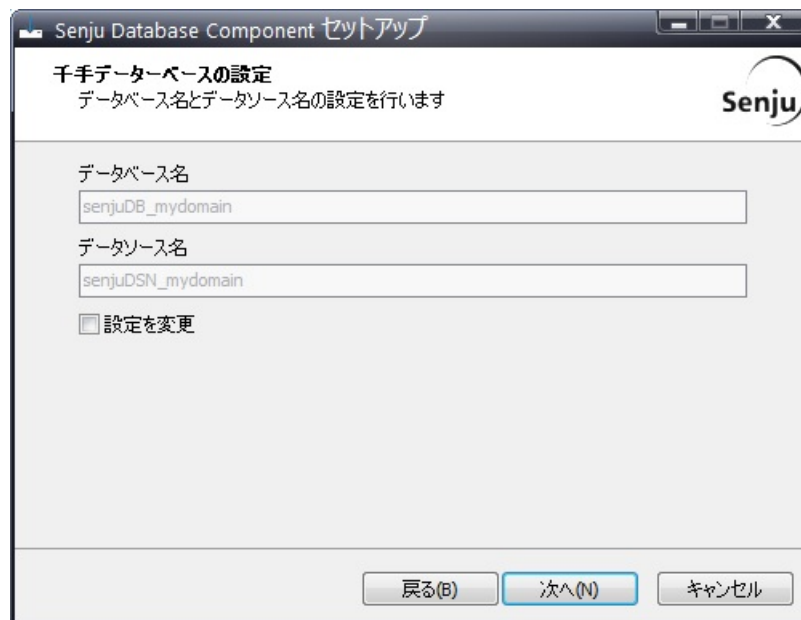 Senju Database Component セットアップ
千手データーベースの設定
データベース名とデータソース名の設定を行います
Senju
データベース名
senjuDB_mydomain
データソース名
senjuDSN_mydomain
設定を変更
戻る(B)
次へ(N)
キャンセル